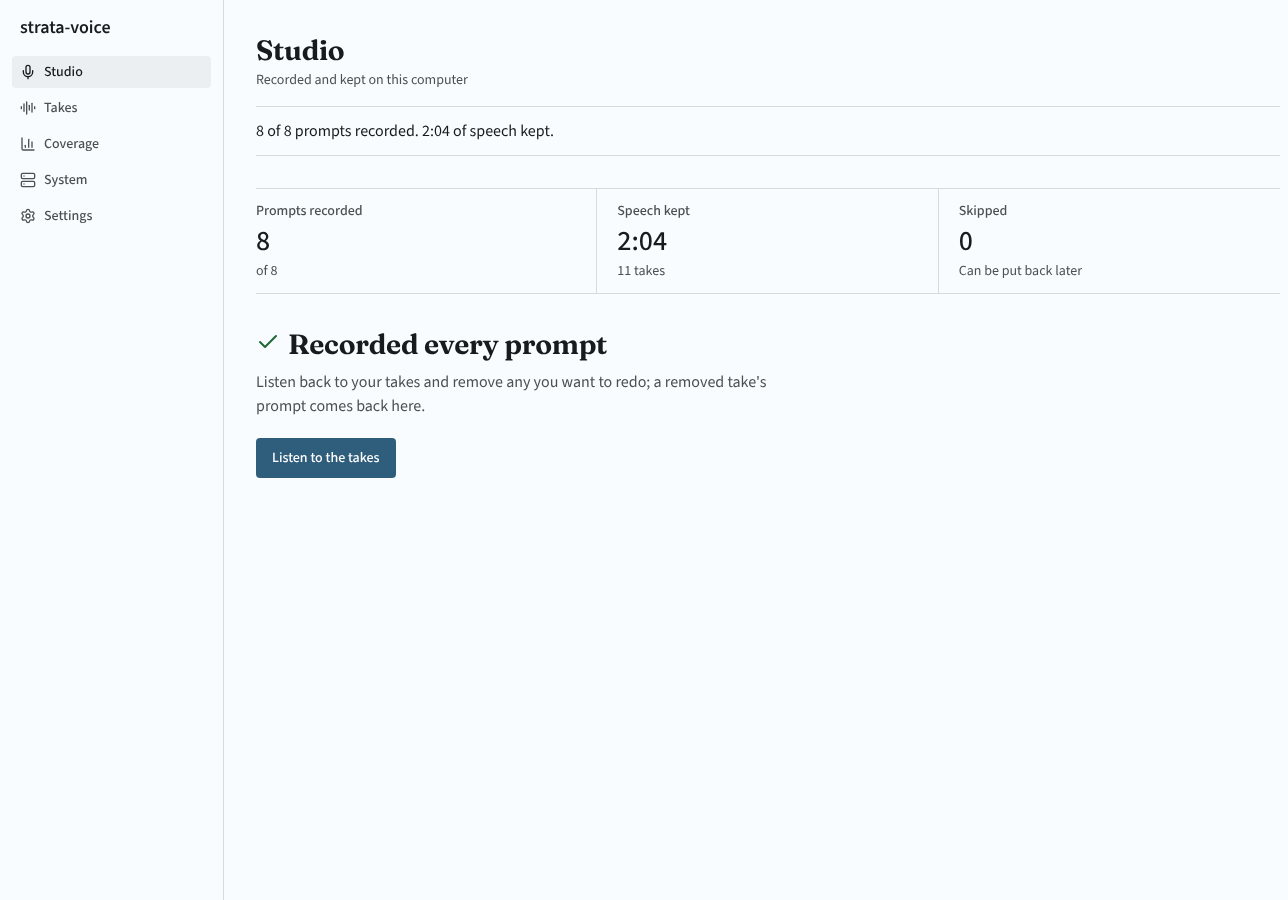 strata-voice
Studio
Takes
Coverage
System
Settings
Studio
Recorded and kept on this computer
8 of 8 prompts recorded. 2:04 of speech kept.
Prompts recorded
8
of 8
Speech kept
2:04
11 takes
Skipped
0
Can be put back later
Recorded every prompt
Listen back to your takes and remove any you want to redo; a removed take's
prompt comes back here.
Listen to the takes